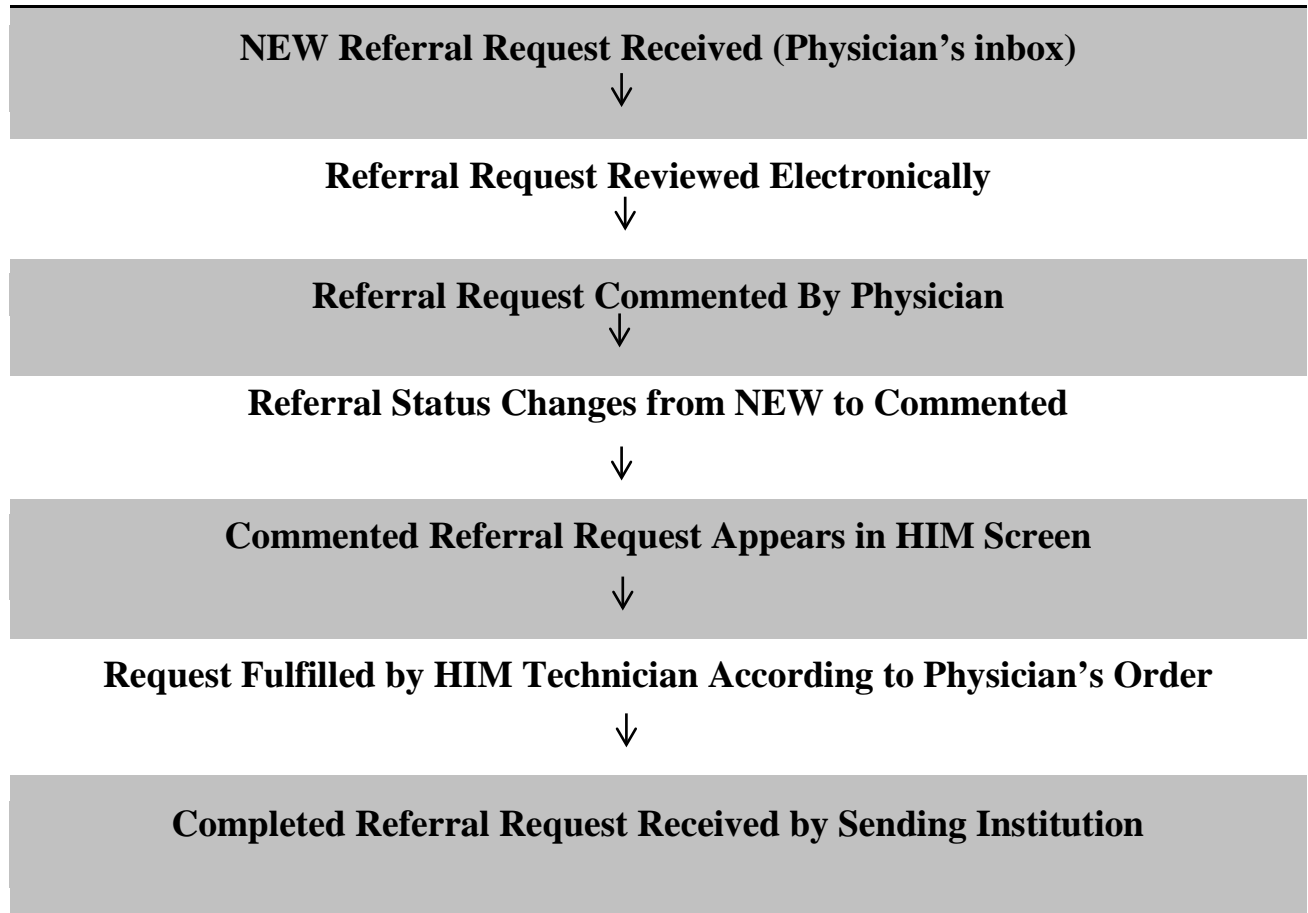 NEW Referral Request Received (Physician’s inbox)
Referral Request Reviewed Electronically
Referral Request Commented By Physician
Referral Status Changes from NEW to Commented
Commented Referral Request Appears in HIM Screen
Request Fulfilled by HIM Technician According to Physician’s Order
Completed Referral Request Received by Sending Institution